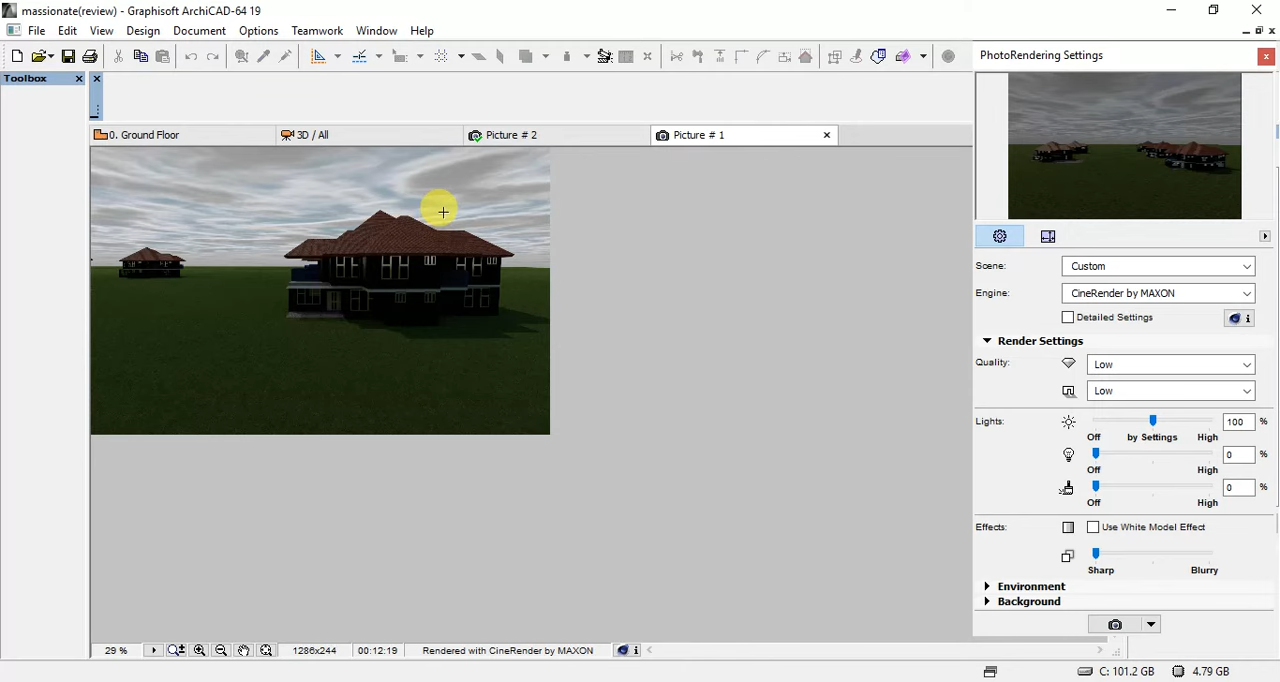 massionate(review) - Graphisoft ArchiCAD-64 19
File Edit View Design Document Options Teamwork Window Help
Toolbox
PhotoRendering Settings
0. Ground Floor
3D / All
Picture # 2
Picture # 1
Scene: Custom
Engine: CineRender by MAXON
Detailed Settings
Render Settings
Quality: Low
Low
Lights: 100 %
Off by Settings High
0 %
Off High
0 %
Off High
Effects: Use White Model Effect
Sharp Blurry
Environment
Background
29 %
1286x244
00:12:19
Rendered with CineRender by MAXON
C: 101.2 GB
4.79 GB